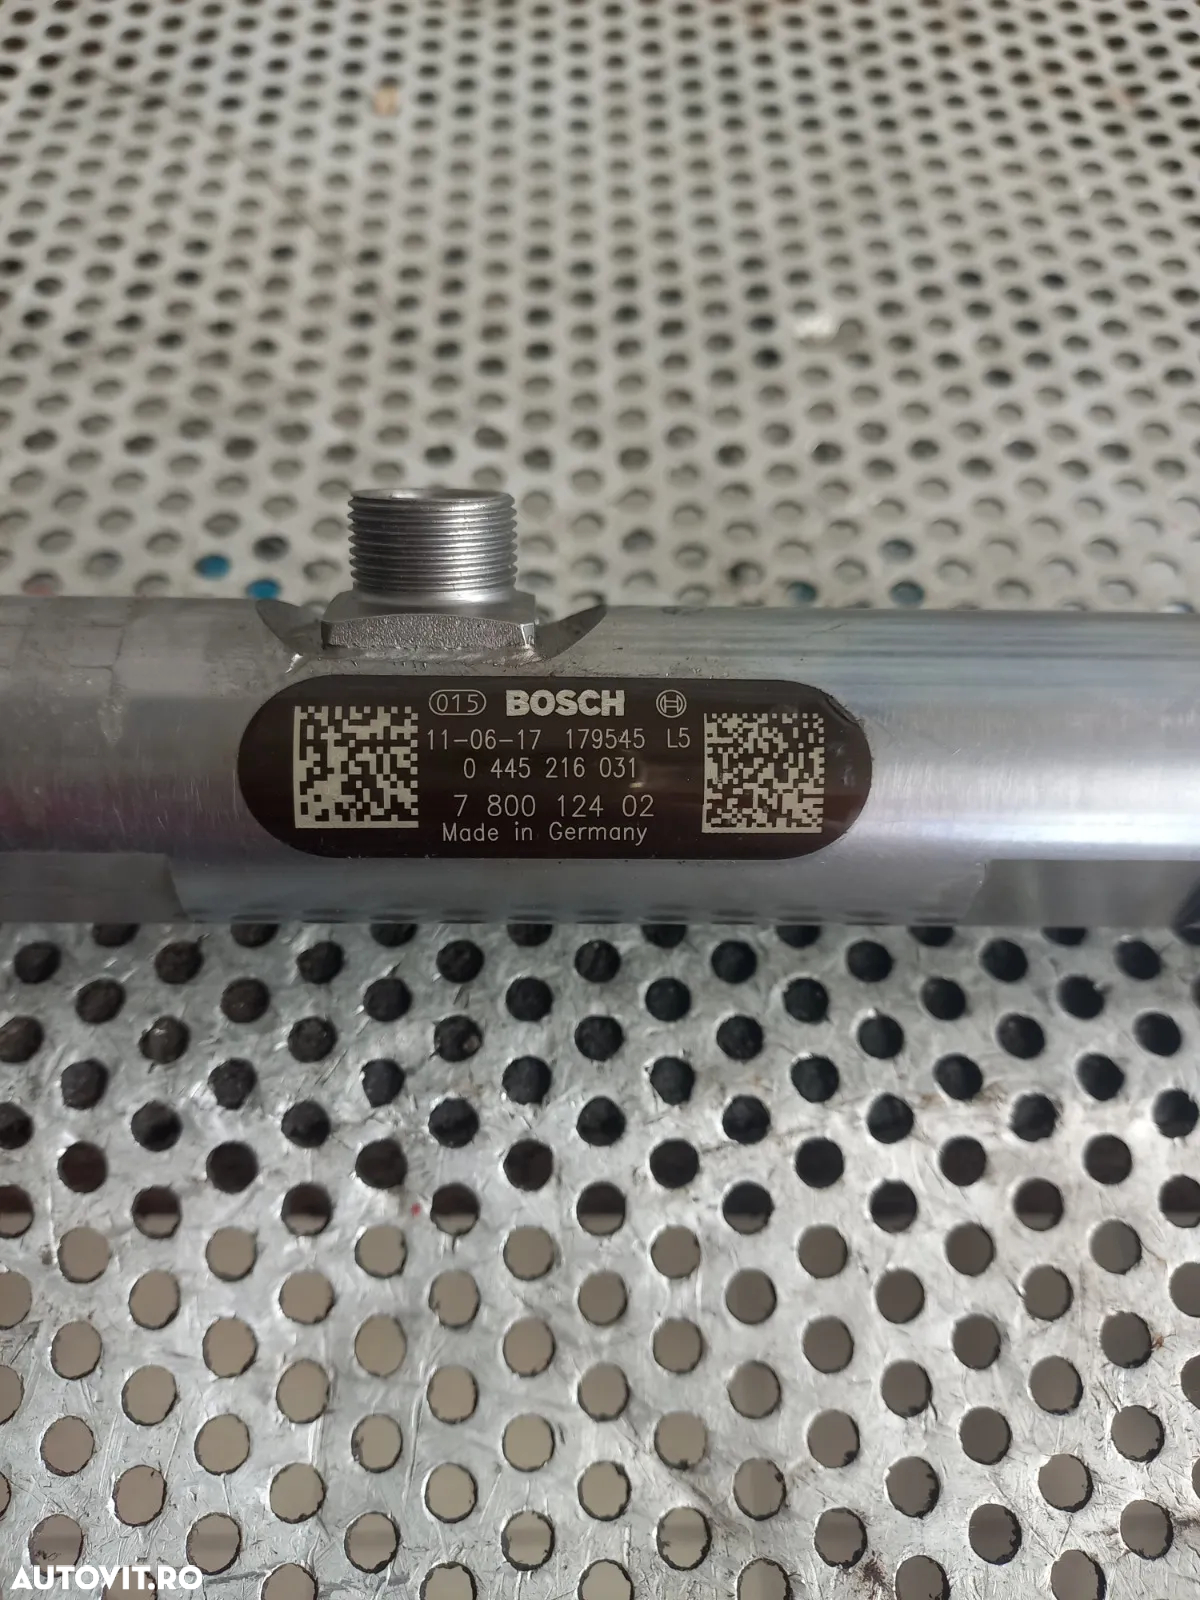 015 BOSCH
11-06-17 179545 L5
0 445 216 031
7 800 124 02
Made in Germany
AUTOVIT.RO